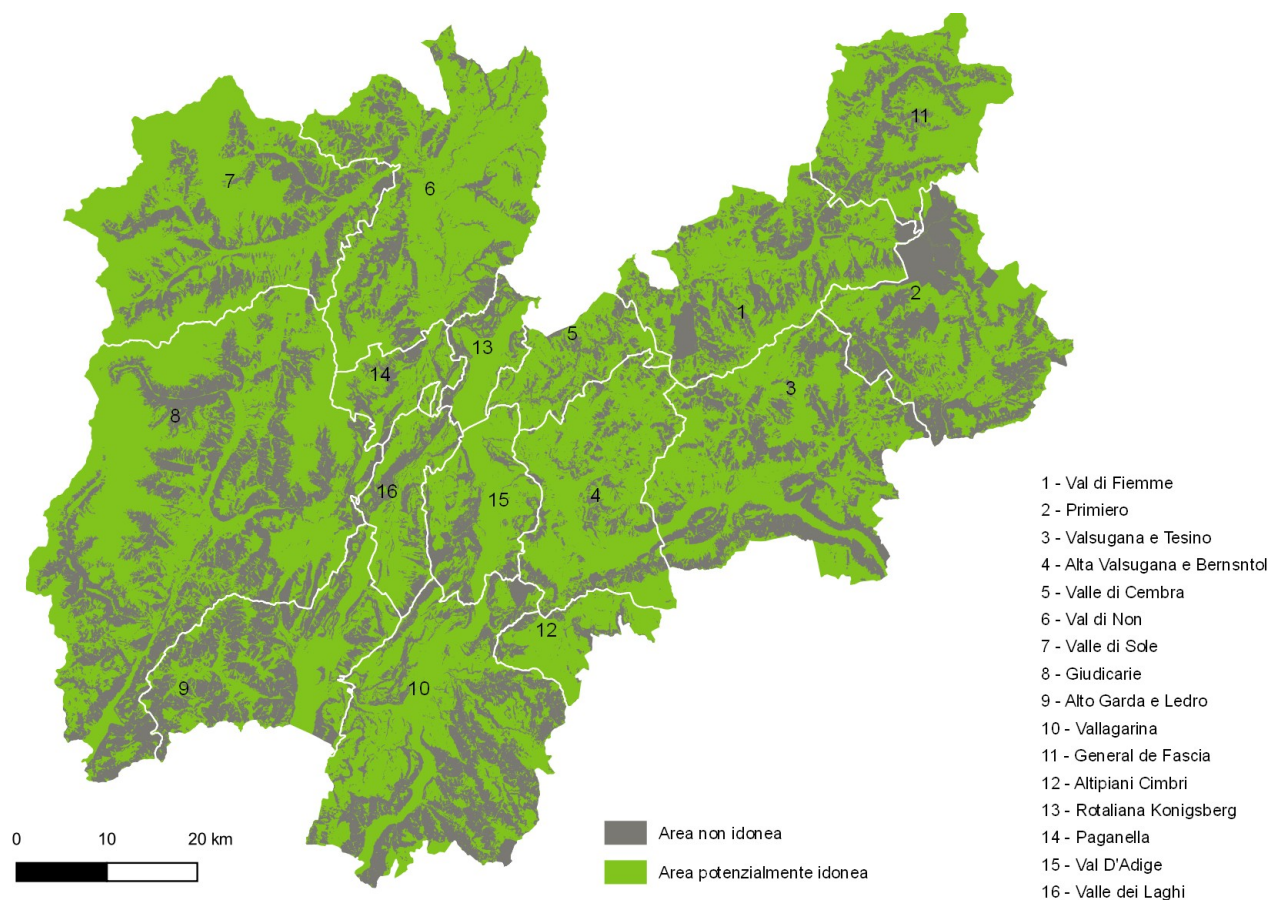 11
7
6
2
1
5
13
14
3
8
16
15
4
12
9
10
1 - Val di Fiemme
2 - Primiero
3 - Valsugana e Tesino
4 - Alta Valsugana e Bernsntol
5 - Valle di Cembra
6 - Val di Non
7 - Valle di Sole
8 - Giudicarie
9 - Alto Garda e Ledro
10 - Vallagarina
11 - General de Fascia
12 - Altipiani Cimbri
13 - Rotaliana Konigsberg
14 - Paganella
15 - Val D'Adige
16 - Valle dei Laghi
0 10 20 km
Area non idonea
Area potenzialmente idonea